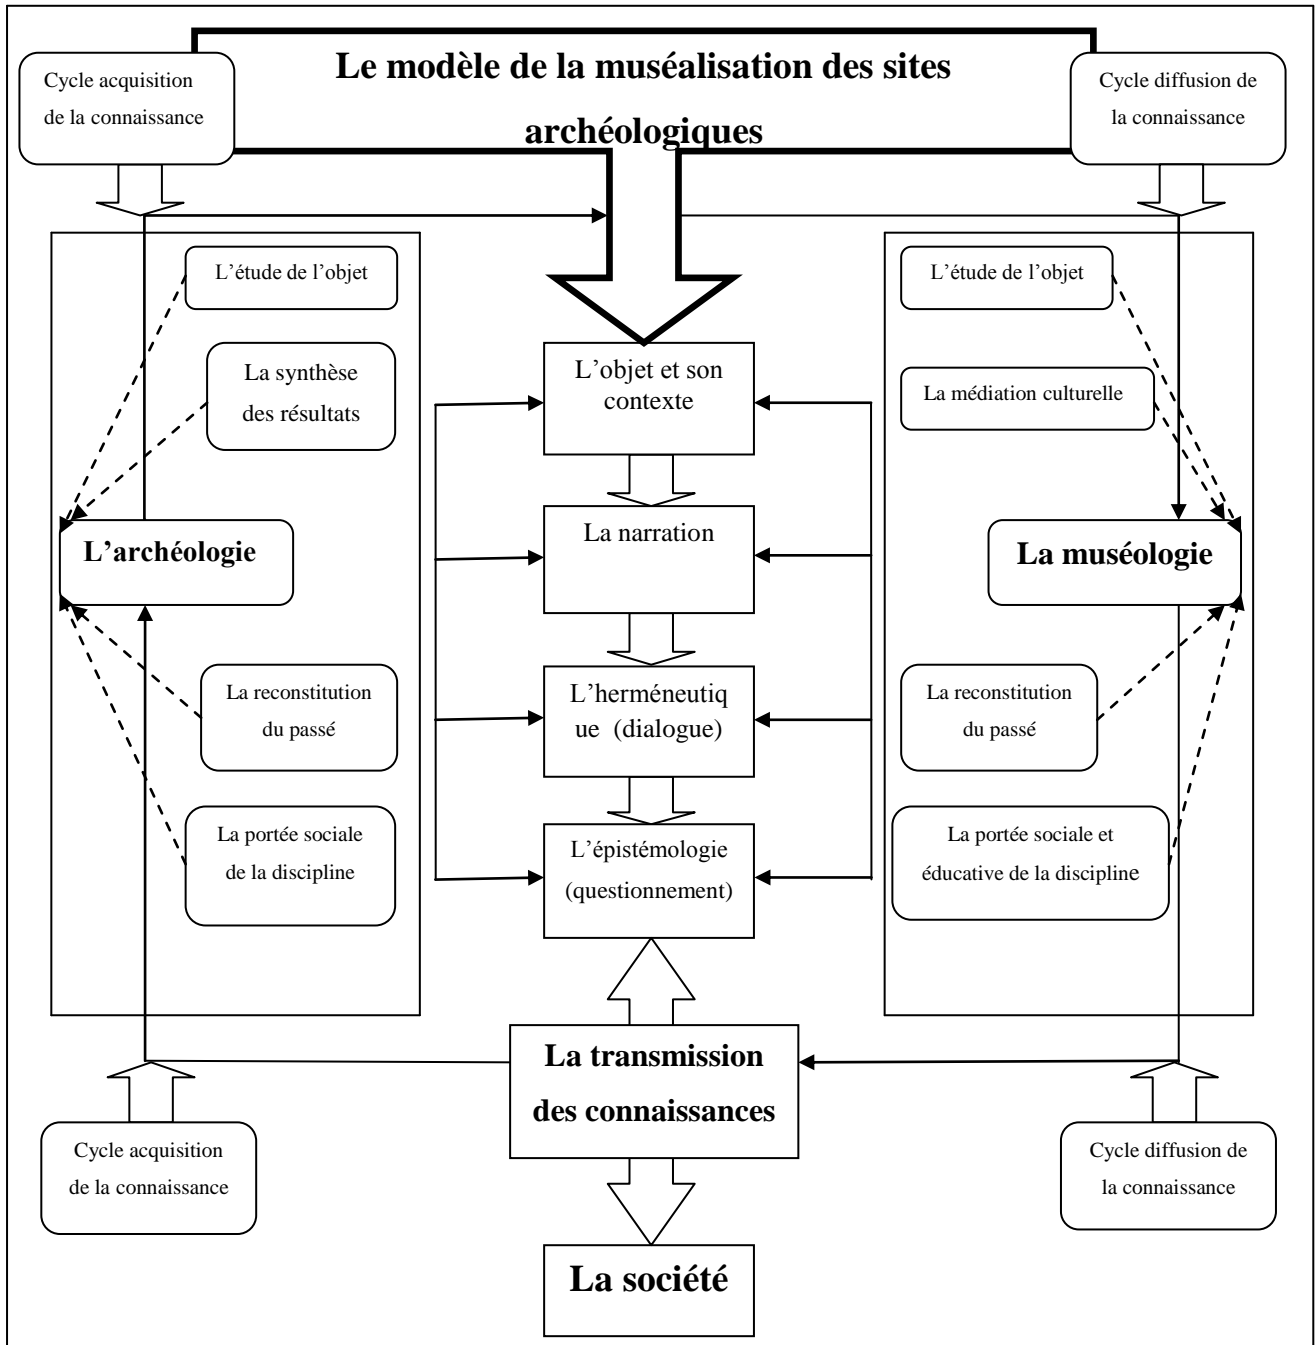 Le modèle de la muséalisation des sites
archéologiques
Cycle acquisition
de la connaissance
Cycle diffusion de
la connaissance
L'étude de l'objet
La synthèse
des résultats
L'archéologie
La reconstitution
du passé
La portée sociale
de la discipline
L'objet et son
contexte
La narration
L'herméneutiq
ue (dialogue)
L'épistémologie
(questionnement)
L'étude de l'objet
La médiation culturelle
La muséologie
La reconstitution
du passé
La portée sociale et
éducative de la discipline
La transmission
des connaissances
Cycle acquisition
de la connaissance
Cycle diffusion de
la connaissance
La société